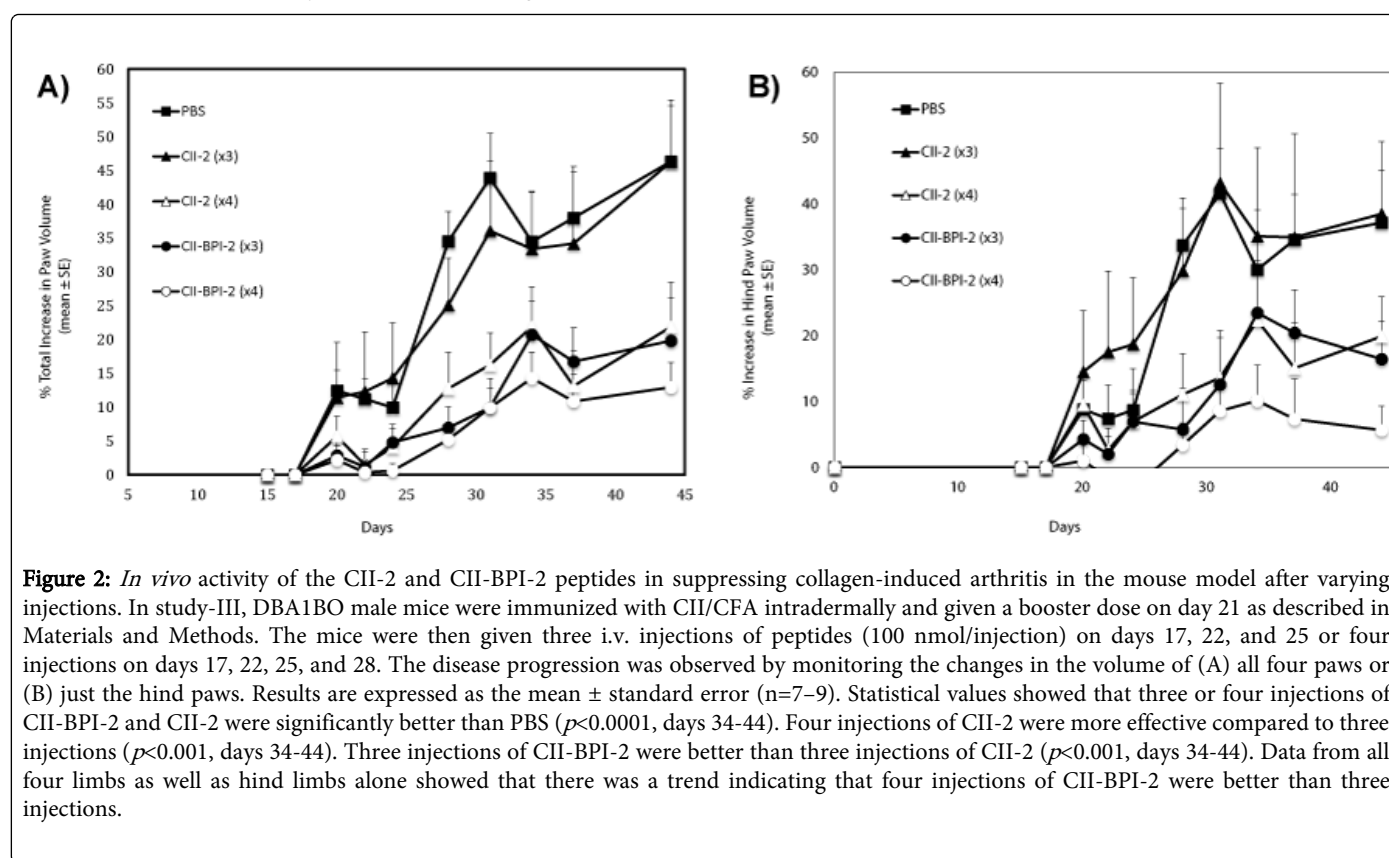 A)
60
55
50
45
40
35
30
25
20
15
10
5
0
% Total Increase in Paw Volume
(mean ± SE)
PBS
CII-2 (x3)
CII-2 (x4)
CII-BPI-2 (x3)
CII-BPI-2 (x4)
5 10 15 20 25 30 35 40 45
Days
B)
60
50
40
30
20
10
0
% Increase in Hind Paw Volume
(mean ± SE)
PBS
CII-2 (x3)
CII-2 (x4)
CII-BPI-2 (x3)
CII-BPI-2 (x4)
0 10 20 30 40
Days
Figure 2: In vivo activity of the CII-2 and CII-BPI-2 peptides in suppressing collagen-induced arthritis in the mouse model after varying
injections. In study-III, DBA1BO male mice were immunized with CII/CFA intradermally and given a booster dose on day 21 as described in
Materials and Methods. The mice were then given three i.v. injections of peptides (100 nmol/injection) on days 17, 22, and 25 or four
injections on days 17, 22, 25, and 28. The disease progression was observed by monitoring the changes in the volume of (A) all four paws or
(B) just the hind paws. Results are expressed as the mean ± standard error (n=7–9). Statistical values showed that three or four injections of
CII-BPI-2 and CII-2 were significantly better than PBS (p<0.0001, days 34-44). Four injections of CII-2 were more effective compared to three
injections (p<0.001, days 34-44). Three injections of CII-BPI-2 were better than three injections of CII-2 (p<0.001, days 34-44). Data from all
four limbs as well as hind limbs alone showed that there was a trend indicating that four injections of CII-BPI-2 were better than three
injections.